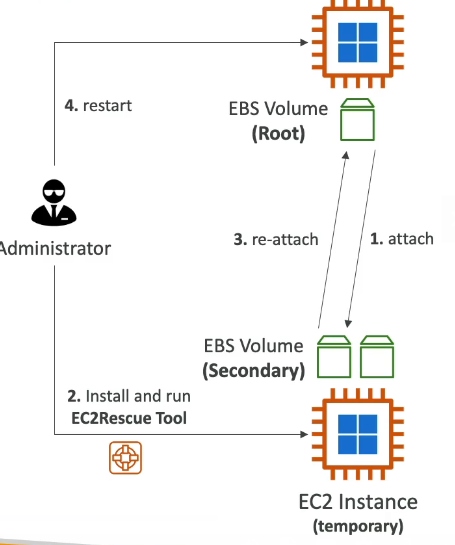 4. restart
EBS Volume
(Root)
Administrator
3. re-attach
1. attach
EBS Volume
(Secondary)
2. Install and run
EC2Rescue Tool
EC2 Instance
(temporary)